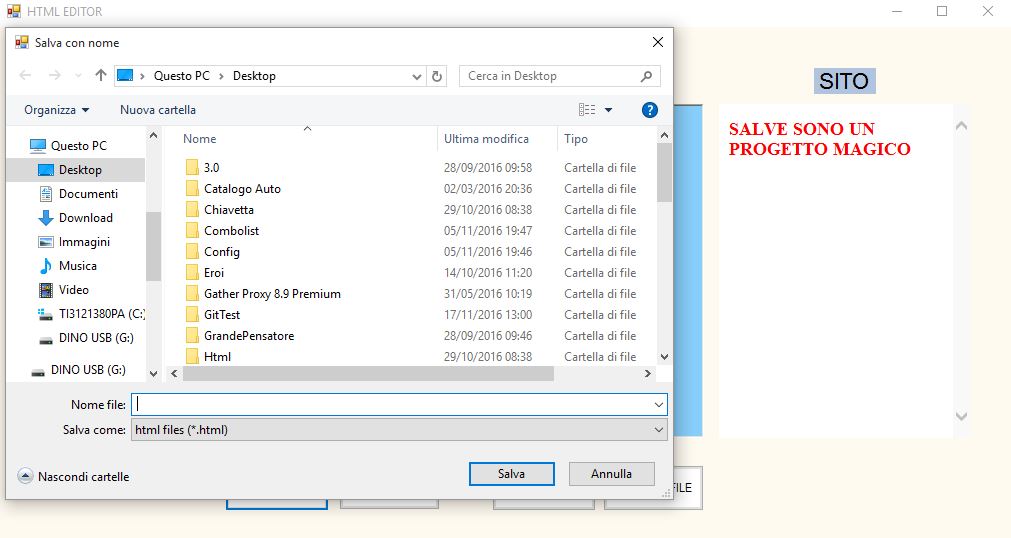 HTML EDITOR
Salva con nome
Questo PC
Desktop
Cerca in Desktop
Organizza
Nuova cartella
Questo PC
Desktop
Documenti
Download
Immagini
Musica
Video
TI3121380PA (C:)
DINO USB (G:)
DINO USB (G:)
Nome Ultima modifica Tipo
3.0 28/09/2016 09:58 Cartella di file
Catalogo Auto 02/03/2016 20:36 Cartella di file
Chiavetta 29/10/2016 08:38 Cartella di file
Combolist 05/11/2016 19:47 Cartella di file
Config 05/11/2016 19:46 Cartella di file
Eroi 14/10/2016 11:20 Cartella di file
Gather Proxy 8.9 Premium 31/05/2016 10:19 Cartella di file
GitTest 17/11/2016 13:00 Cartella di file
GrandePensatore 28/09/2016 09:46 Cartella di file
Html 29/10/2016 08:38 Cartella di file
Nome file:
Salva come: html files (*.html)
Nascondi cartelle
Salva
Annulla
SITO
SALVE SONO UN
PROGETTO MAGICO